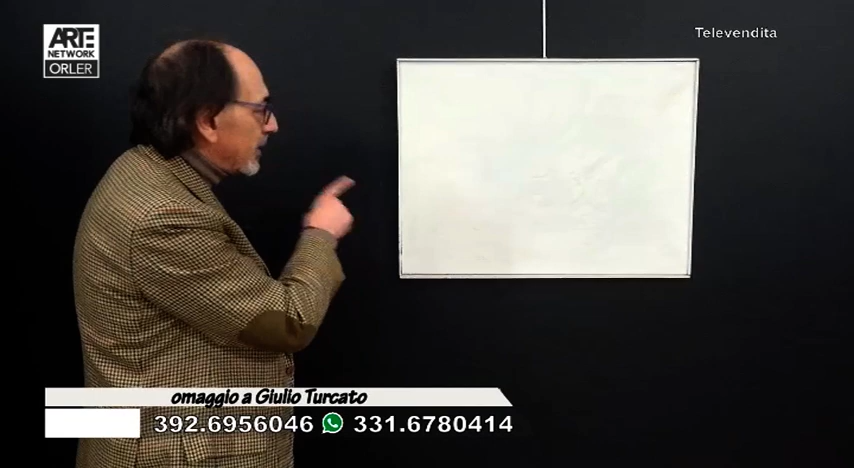 ARTE
NETWORK
ORLER
Televendita
omaggio a Giulio Turcato
392.6956046 331.6780414